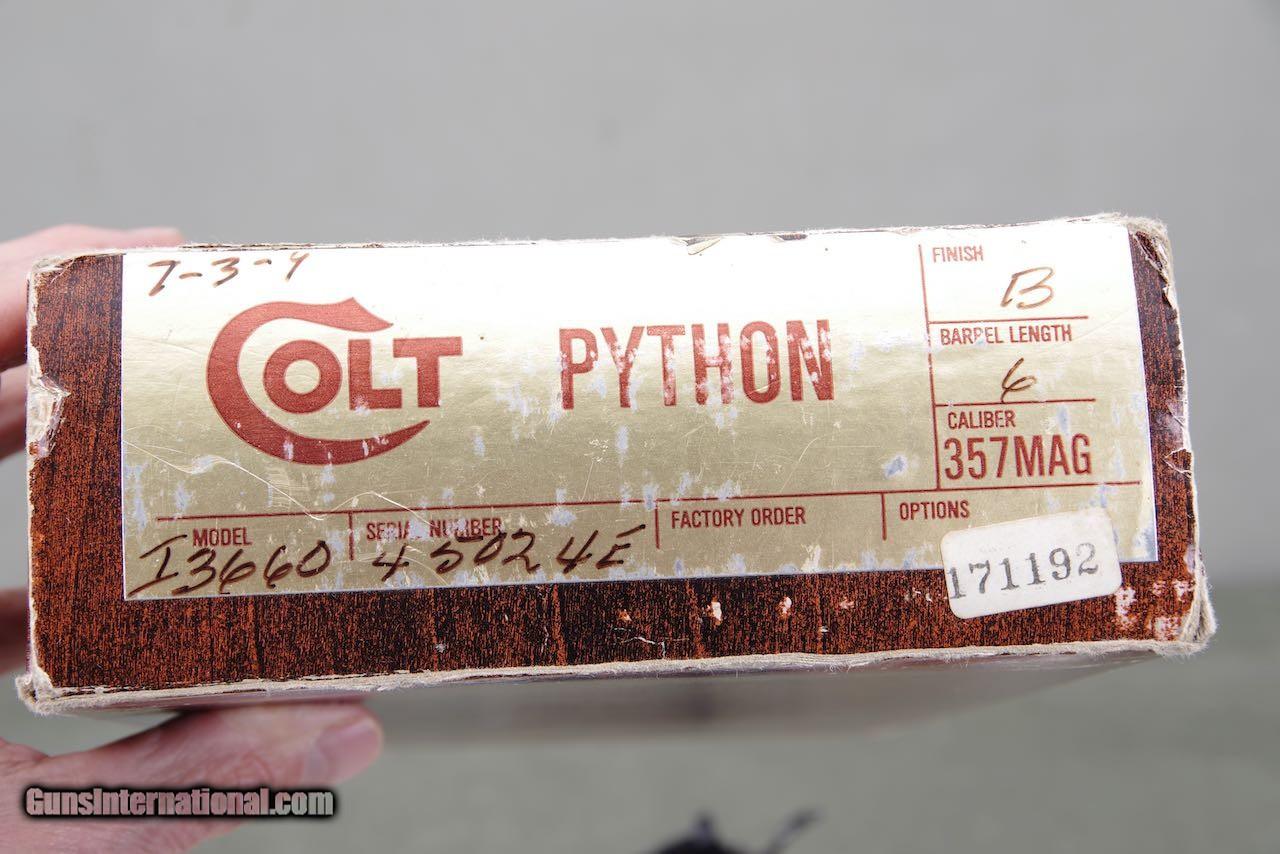 7-3-4
FINISH
B
COLT
PYTHON
BARREL LENGTH
6
CALIBER
357MAG
MODEL
I3660
SERIAL NUMBER
45024E
FACTORY ORDER
OPTIONS
171192
GunsInternational.com